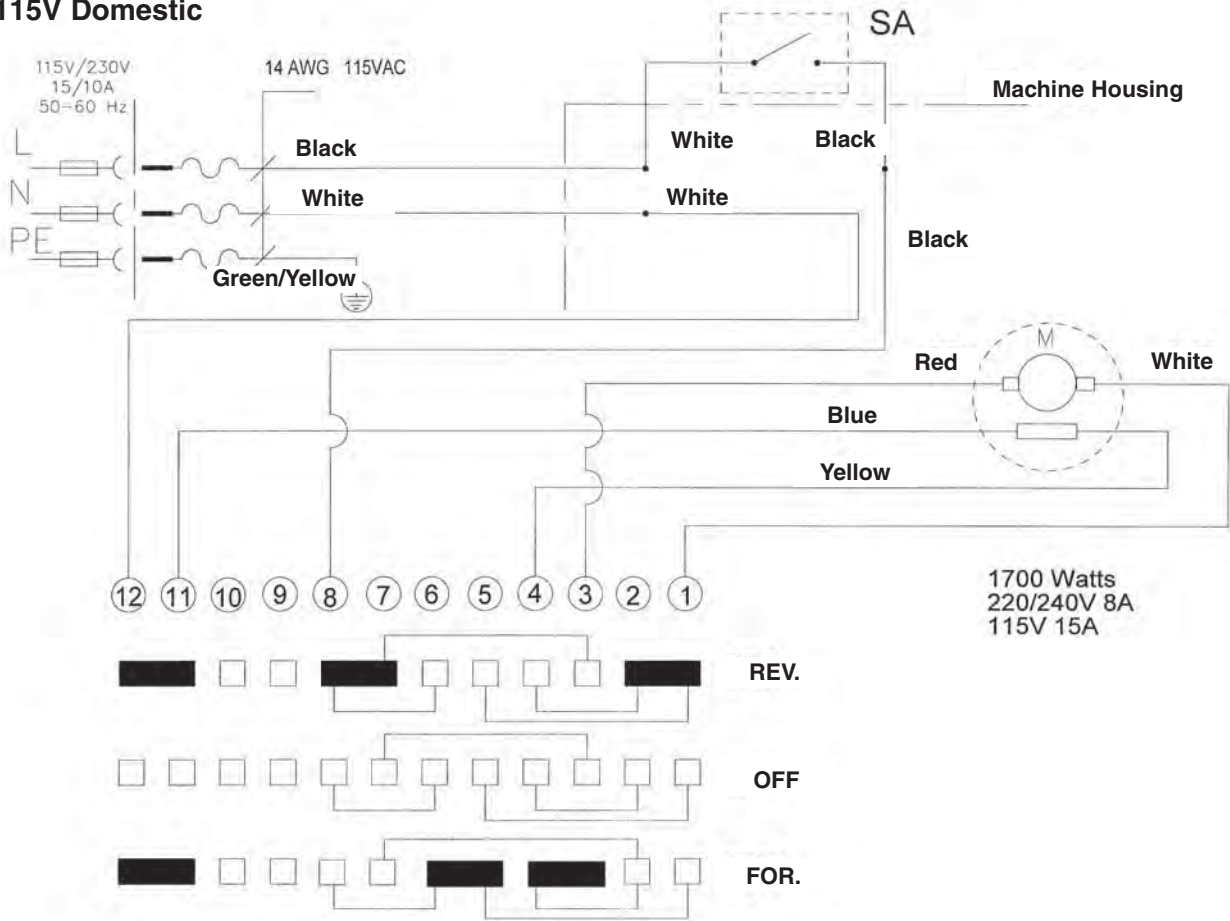 115V Domestic
SA
115V/230V
15/10A
50-60 Hz
14 AWG 115VAC
Machine Housing
L
Black
White
Black
N
White
White
PE
Green/Yellow
Black
M
Red
White
Blue
Yellow
12 11 10 9 8 7 6 5 4 3 2 1
1700 Watts
220/240V 8A
115V 15A
REV.
OFF
FOR.